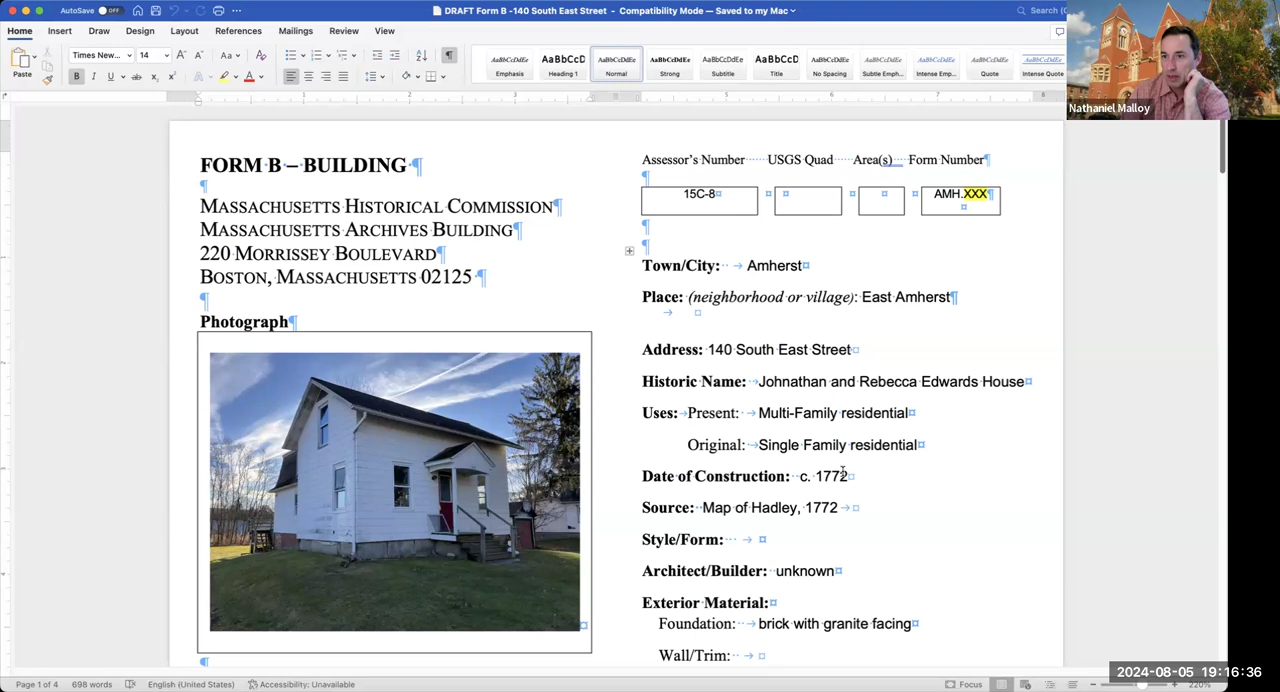 AutoSave OFF
DRAFT Form B -140 South East Street - Compatibility Mode — Saved to my Mac
Search (
Home Insert Draw Design Layout References Mailings Review View
Paste
Times New... 14
Emphasis Heading 1 Normal Strong Subtitle Title No Spacing Subtle Emph... Intense Emp... Quote Intense Quote
Nathaniel Malloy
FORM B – BUILDING
MASSACHUSETTS HISTORICAL COMMISSION
MASSACHUSETTS ARCHIVES BUILDING
220 MORRISSEY BOULEVARD
BOSTON, MASSACHUSETTS 02125
Photograph
Assessor's Number USGS Quad Area(s) Form Number
15C-8 AMH.XXX
Town/City: Amherst
Place: (neighborhood or village): East Amherst
Address: 140 South East Street
Historic Name: Johnathan and Rebecca Edwards House
Uses: Present: Multi-Family residential
Original: Single Family residential
Date of Construction: c. 1772
Source: Map of Hadley, 1772
Style/Form:
Architect/Builder: unknown
Exterior Material:
Foundation: brick with granite facing
Wall/Trim:
Page 1 of 4 698 words English (United States) Accessibility: Unavailable
Focus 220%
2024-08-05 19:16:36